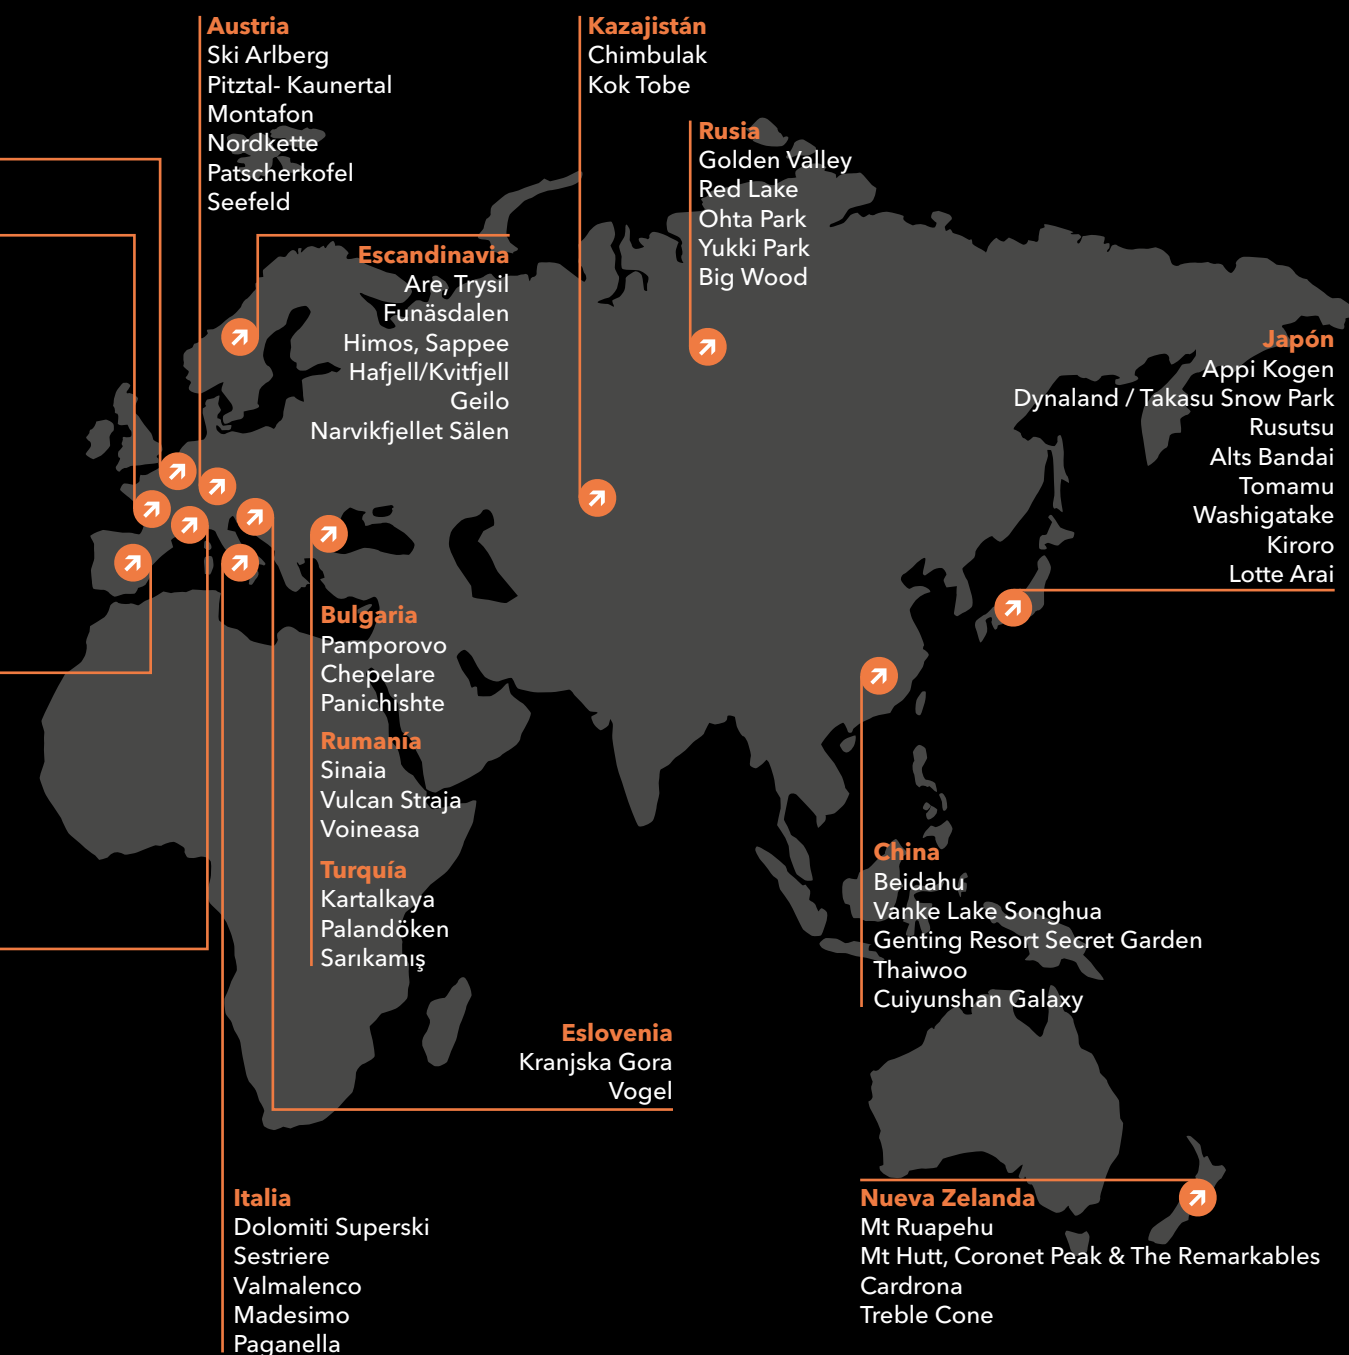 Austria
Ski Arlberg
Pitztal- Kaunertal
Montafon
Nordkette
Patscherkofel
Seefeld
Kazajistán
Chimbulak
Kok Tobe
Rusia
Golden Valley
Red Lake
Ohta Park
Yukki Park
Big Wood
Escandinavia
Are, Trysil
Funäsdalen
Himos, Sappee
Hafjell/Kvitfjell
Geilo
Narvikfjellet Sälen
Japón
Appi Kogen
Dynaland / Takasu Snow Park
Rusutsu
Alts Bandai
Tomamu
Washigatake
Kiroro
Lotte Arai
Bulgaria
Pamporovo
Chepelare
Panichishte
Rumanía
Sinaia
Vulcan Straja
Voineasa
Turquía
Kartalkaya
Palandöken
Sarıkamış
China
Beidahu
Vanke Lake Songhua
Genting Resort Secret Garden
Thaiwoo
Cuiyunshan Galaxy
Eslovenia
Kranjska Gora
Vogel
Italia
Dolomiti Superski
Sestriere
Valmalenco
Madesimo
Paganella
Nueva Zelanda
Mt Ruapehu
Mt Hutt, Coronet Peak & The Remarkables
Cardrona
Treble Cone